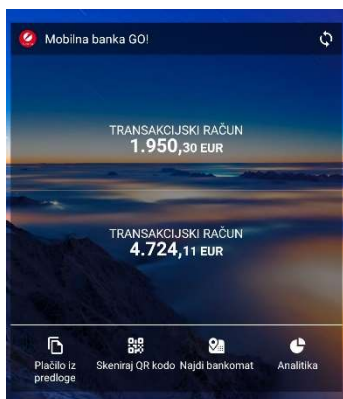 Mobilna banka GO!
TRANSAKCIJSKI RAČUN
1.950,30 EUR
TRANSAKCIJSKI RAČUN
4.724,11 EUR
Plačilo iz
predloge
Skeniraj QR kodo
Najdi bankomat
Analitika